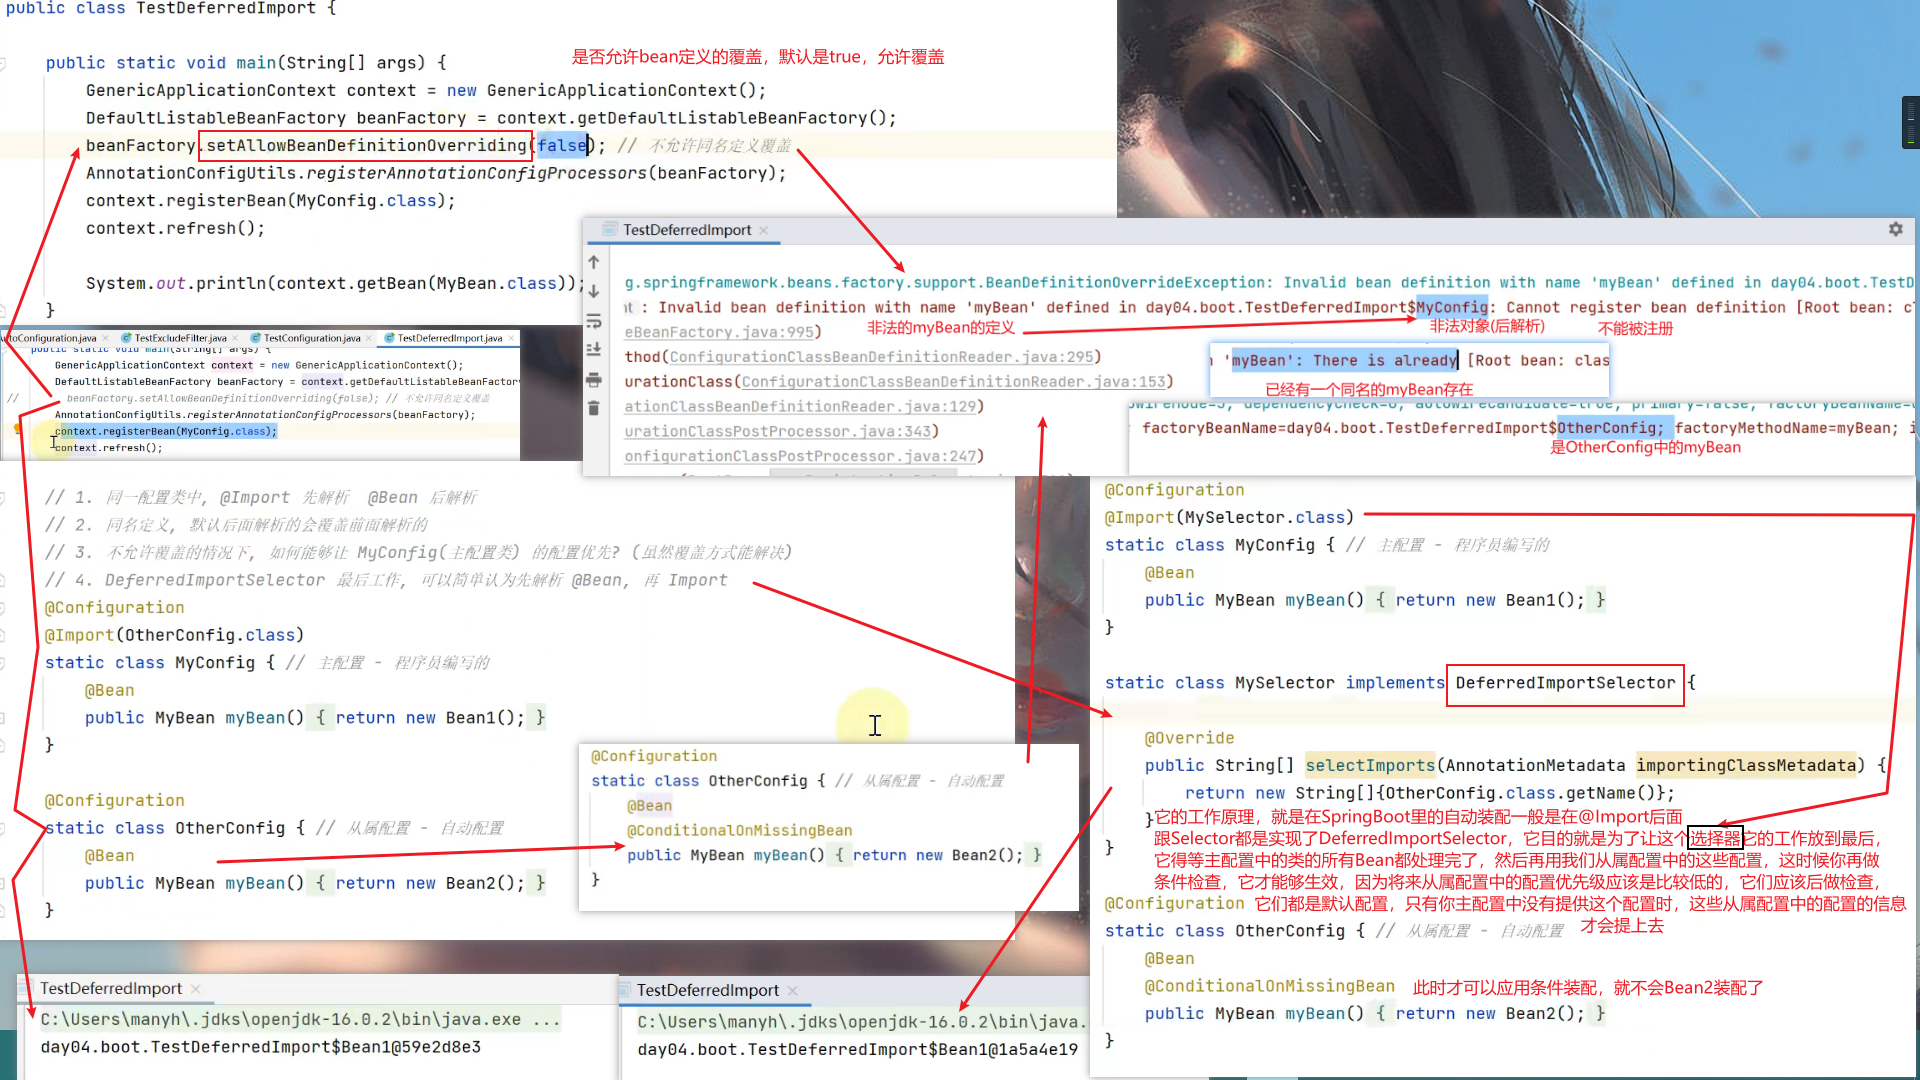 public class TestDeferredImport {
是否允许bean定义的覆盖，默认是true，允许覆盖
public static void main(String[] args) {
GenericApplicationContext context = new GenericApplicationContext();
DefaultListableBeanFactory beanFactory = context.getDefaultListableBeanFactory();
beanFactory.setAllowBeanDefinitionOverriding(false); // 不允许同名定义覆盖
AnnotationConfigUtils.registerAnnotationConfigProcessors(beanFactory);
context.registerBean(MyConfig.class);
context.refresh();
System.out.println(context.getBean(MyBean.class));
}
TestDeferredImport ×
g.springframework.beans.factory.support.BeanDefinitionOverrideException: Invalid bean definition with name 'myBean' defined in day04.boot.TestD
: Invalid bean definition with name 'myBean' defined in day04.boot.TestDeferredImport$MyConfig: Cannot register bean definition [Root bean: c
非法的myBean的定义
非法对象(后解析)
不能被注册
eBeanFactory.java:995)
thod(ConfigurationClassBeanDefinitionReader.java:295)
urationClass(ConfigurationClassBeanDefinitionReader.java:153)
ationClassBeanDefinitionReader.java:129)
urationClassPostProcessor.java:343)
onfigurationClassPostProcessor.java:247)
'myBean': There is already [Root bean: clas
已经有一个同名的myBean存在
owireMode=3; dependencyCheck=0; autowireCandidate=true; primary=false; factoryBeanName=
factoryBeanName=day04.boot.TestDeferredImport$OtherConfig; factoryMethodName=myBean; i
是OtherConfig中的myBean
utoConfiguration.java × TestExcludeFilter.java × TestConfiguration.java × TestDeferredImport.java ×
public static void main(String[] args) {
GenericApplicationContext context = new GenericApplicationContext();
DefaultListableBeanFactory beanFactory = context.getDefaultListableBeanFactory
// beanFactory.setAllowBeanDefinitionOverriding(false); // 不允许同名定义覆盖
AnnotationConfigUtils.registerAnnotationConfigProcessors(beanFactory);
context.registerBean(MyConfig.class);
context.refresh();
// 1. 同一配置类中, @Import 先解析 @Bean 后解析
// 2. 同名定义, 默认后面解析的会覆盖前面解析的
// 3. 不允许覆盖的情况下, 如何能够让 MyConfig(主配置类) 的配置优先? (虽然覆盖方式能解决)
// 4. DeferredImportSelector 最后工作, 可以简单认为先解析 @Bean, 再 Import
@Configuration
@Import(OtherConfig.class)
static class MyConfig { // 主配置 - 程序员编写的
@Bean
public MyBean myBean() { return new Bean1(); }
}
@Configuration
static class OtherConfig { // 从属配置 - 自动配置
@Bean
public MyBean myBean() { return new Bean2(); }
}
@Configuration
static class OtherConfig { // 从属配置 - 自动配置
@Bean
@ConditionalOnMissingBean
public MyBean myBean() { return new Bean2(); }
}
@Configuration
@Import(MySelector.class)
static class MyConfig { // 主配置 - 程序员编写的
@Bean
public MyBean myBean() { return new Bean1(); }
}
static class MySelector implements DeferredImportSelector {
@Override
public String[] selectImports(AnnotationMetadata importingClassMetadata) {
return new String[]{OtherConfig.class.getName()};
}
它的工作原理，就是在SpringBoot里的自动装配一般是在@Import后面
跟Selector都是实现了DeferredImportSelector，它目的就是为了让这个选择器它的工作放到最后，
}
它得等主配置中的类的所有Bean都处理完了，然后再用我们从属配置中的这些配置，这时候你再做
条件检查，它才能够生效，因为将来从属配置中的配置优先级应该是比较低的，它们应该后做检查，
@Configuration 它们都是默认配置，只有你主配置中没有提供这个配置时，这些从属配置中的配置的信息
才会提上去
static class OtherConfig { // 从属配置 - 自动配置
@Bean
@ConditionalOnMissingBean 此时才可以应用条件装配，就不会Bean2装配了
public MyBean myBean() { return new Bean2(); }
}
TestDeferredImport ×
C:\Users\manyh\.jdks\openjdk-16.0.2\bin\java.exe ...
day04.boot.TestDeferredImport$Bean1@59e2d8e3
TestDeferredImport ×
C:\Users\manyh\.jdks\openjdk-16.0.2\bin\java.
day04.boot.TestDeferredImport$Bean1@1a5a4e19